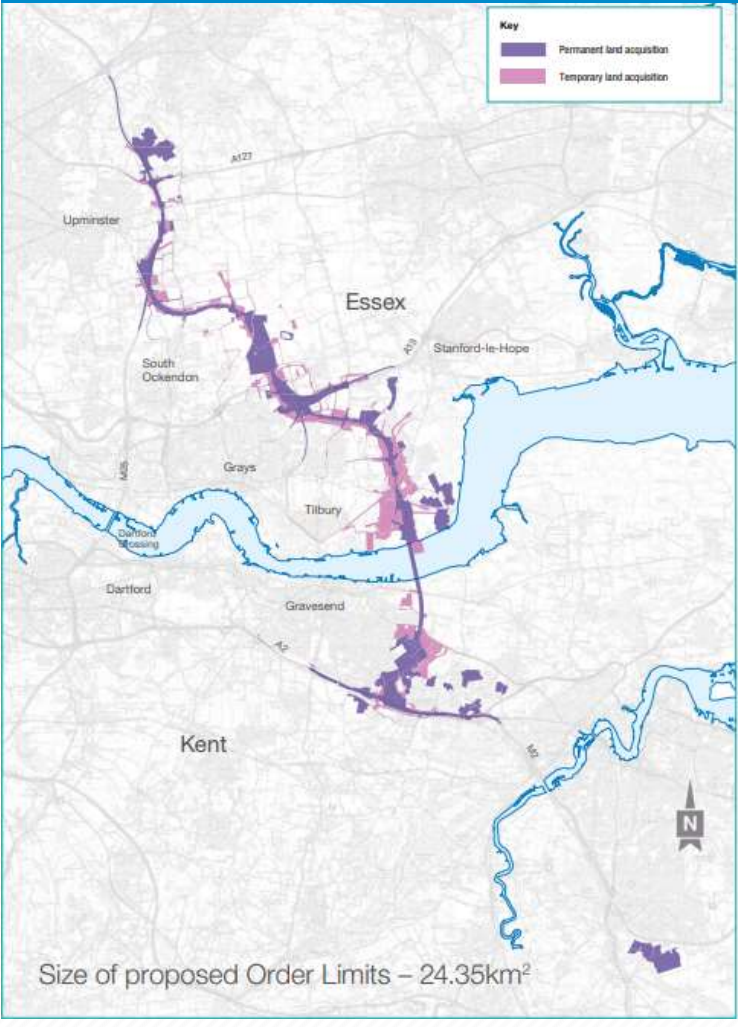 Key
Permanent land acquisition
Temporary land acquisition
A127
Upminster
Essex
A13
Stanford-le-Hope
South
Ockendon
M25
Grays
Tilbury
Dartford
Crossing
Dartford
Gravesend
A2
Kent
M2
N
Size of proposed Order Limits – 24.35km²